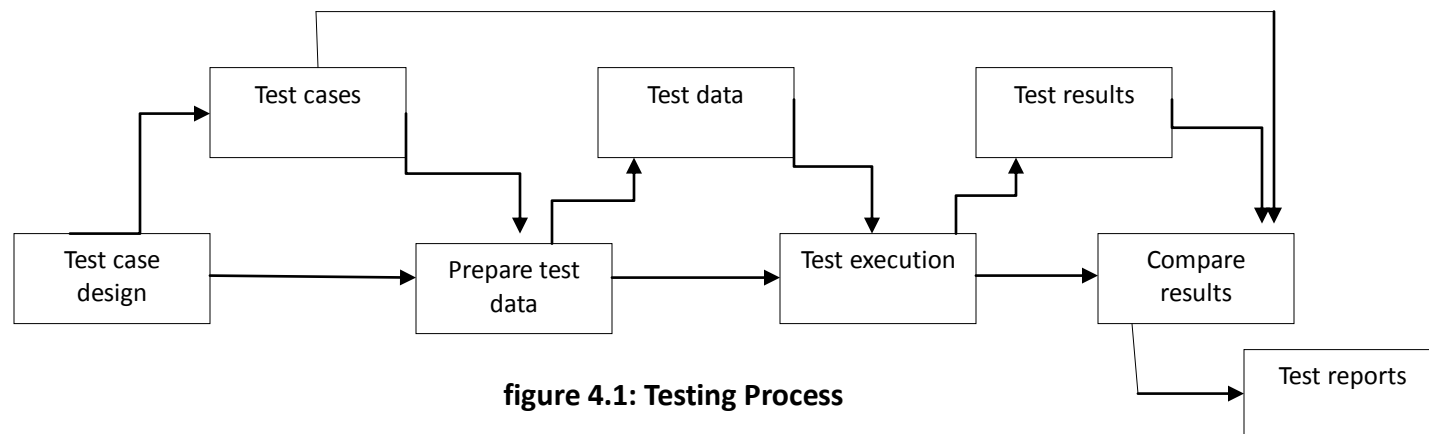 Test cases
Test data
Test results
Test case
design
Prepare test
data
Test execution
Compare
results
Test reports
figure 4.1: Testing Process